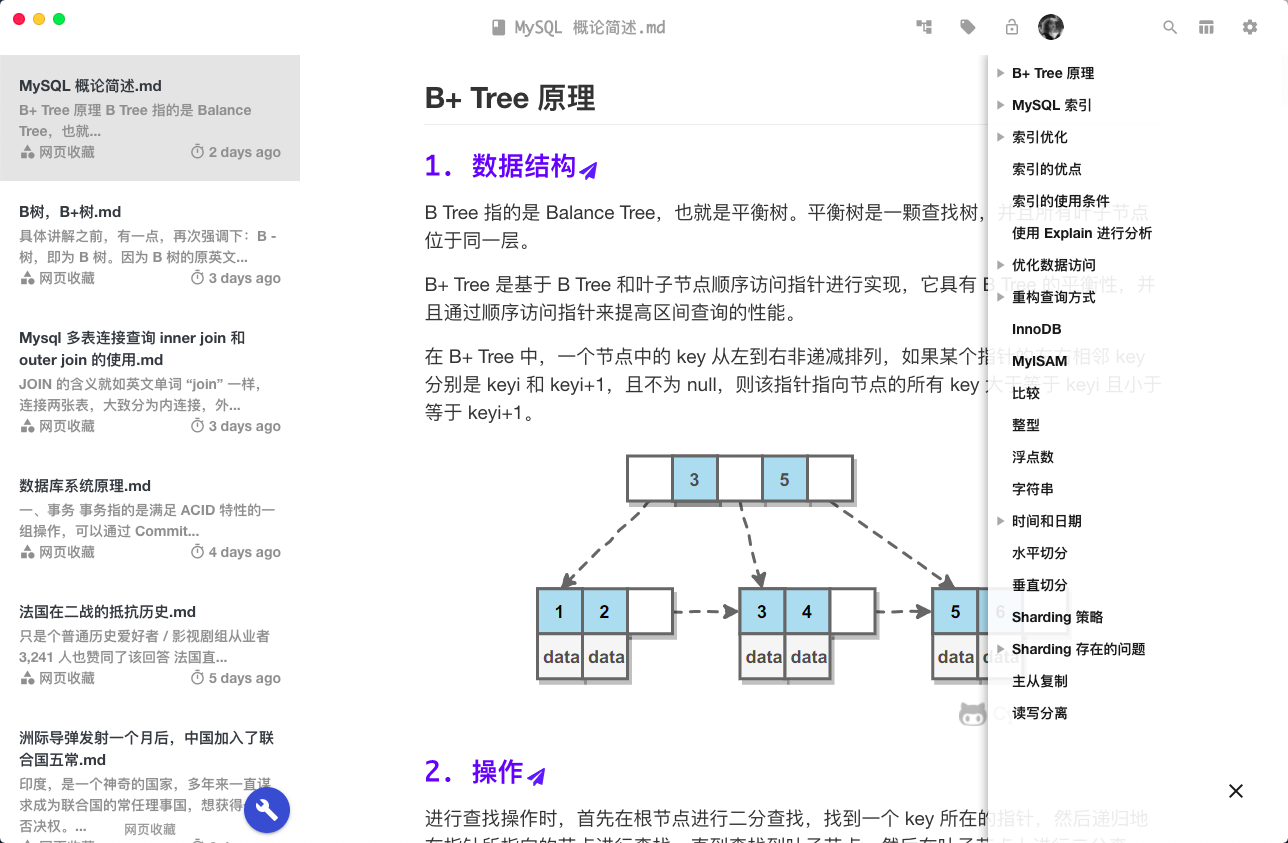 MySQL 概论简述.md
MySQL 概论简述.md
B+ Tree 原理 B Tree 指的是 Balance
Tree，也就...
网页收藏
2 days ago
B树，B+树.md
具体讲解之前，有一点，再次强调下：B -
树，即为 B 树。因为 B 树的原英文...
网页收藏
3 days ago
Mysql 多表连接查询 inner join 和
outer join 的使用.md
JOIN 的含义就如英文单词 “join” 一样，
连接两张表，大致分为内连接，外...
网页收藏
3 days ago
数据库系统原理.md
一、事务 事务指的是满足 ACID 特性的一
组操作，可以通过 Commit...
网页收藏
4 days ago
法国在二战的抵抗历史.md
只是个普通历史爱好者 / 影视剧组从业者
3,241 人也赞同了该回答 法国直...
网页收藏
5 days ago
洲际导弹发射一个月后，中国加入了联
合国五常.md
印度，是一个神奇的国家，多年来一直谋
求成为联合国的常任理事国，想获得
否决权。...
网页收藏
B+ Tree 原理
1. 数据结构
B Tree 指的是 Balance Tree，也就是平衡树。平衡树是一颗查找树，并且所有叶子节点
位于同一层。
B+ Tree 是基于 B Tree 和叶子节点顺序访问指针进行实现，它具有 B Tree 的平衡性，并
且通过顺序访问指针来提高区间查询的性能。
在 B+ Tree 中，一个节点中的 key 从左到右非递减排列，如果某个指针的左右相邻 key
分别是 keyi 和 keyi+1，且不为 null，则该指针指向节点的所有 key 大于等于 keyi 且小于
等于 keyi+1。
3 5
1 2 3 4 5 6
data data data data data data
2. 操作
进行查找操作时，首先在根节点进行二分查找，找到一个 key 所在的指针，然后递归地
B+ Tree 原理
MySQL 索引
索引优化
索引的优点
索引的使用条件
使用 Explain 进行分析
优化数据访问
重构查询方式
InnoDB
MyISAM
比较
整型
浮点数
字符串
时间和日期
水平切分
垂直切分
Sharding 策略
Sharding 存在的问题
主从复制
读写分离